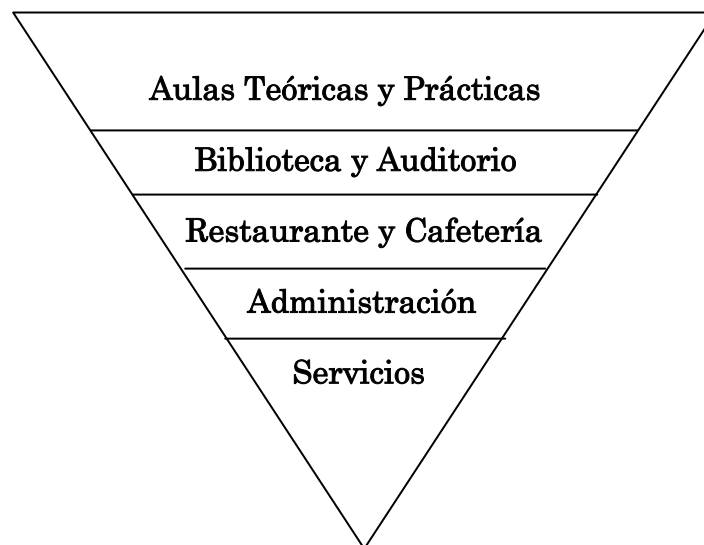 Aulas Teóricas y Prácticas
Biblioteca y Auditorio
Restaurante y Cafetería
Administración
Servicios